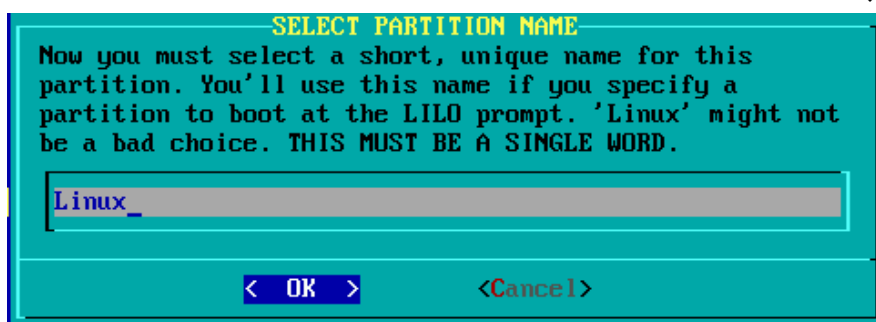 SELECT PARTITION NAME
Now you must select a short, unique name for this
partition. You'll use this name if you specify a
partition to boot at the LILO prompt. 'Linux' might not
be a bad choice. THIS MUST BE A SINGLE WORD.
Linux_
< OK > <Cancel>